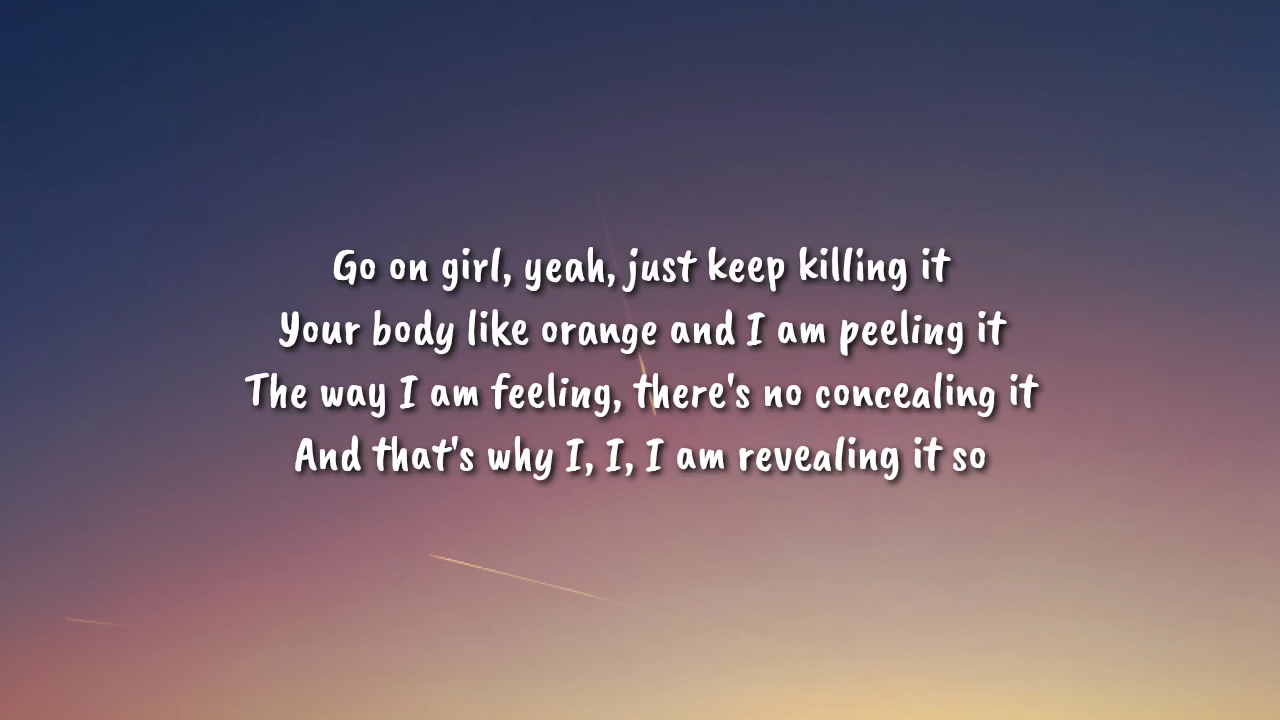 Go on girl, yeah, just keep killing it
Your body like orange and I am peeling it
The way I am feeling, there's no concealing it
And that's why I, I, I am revealing it so